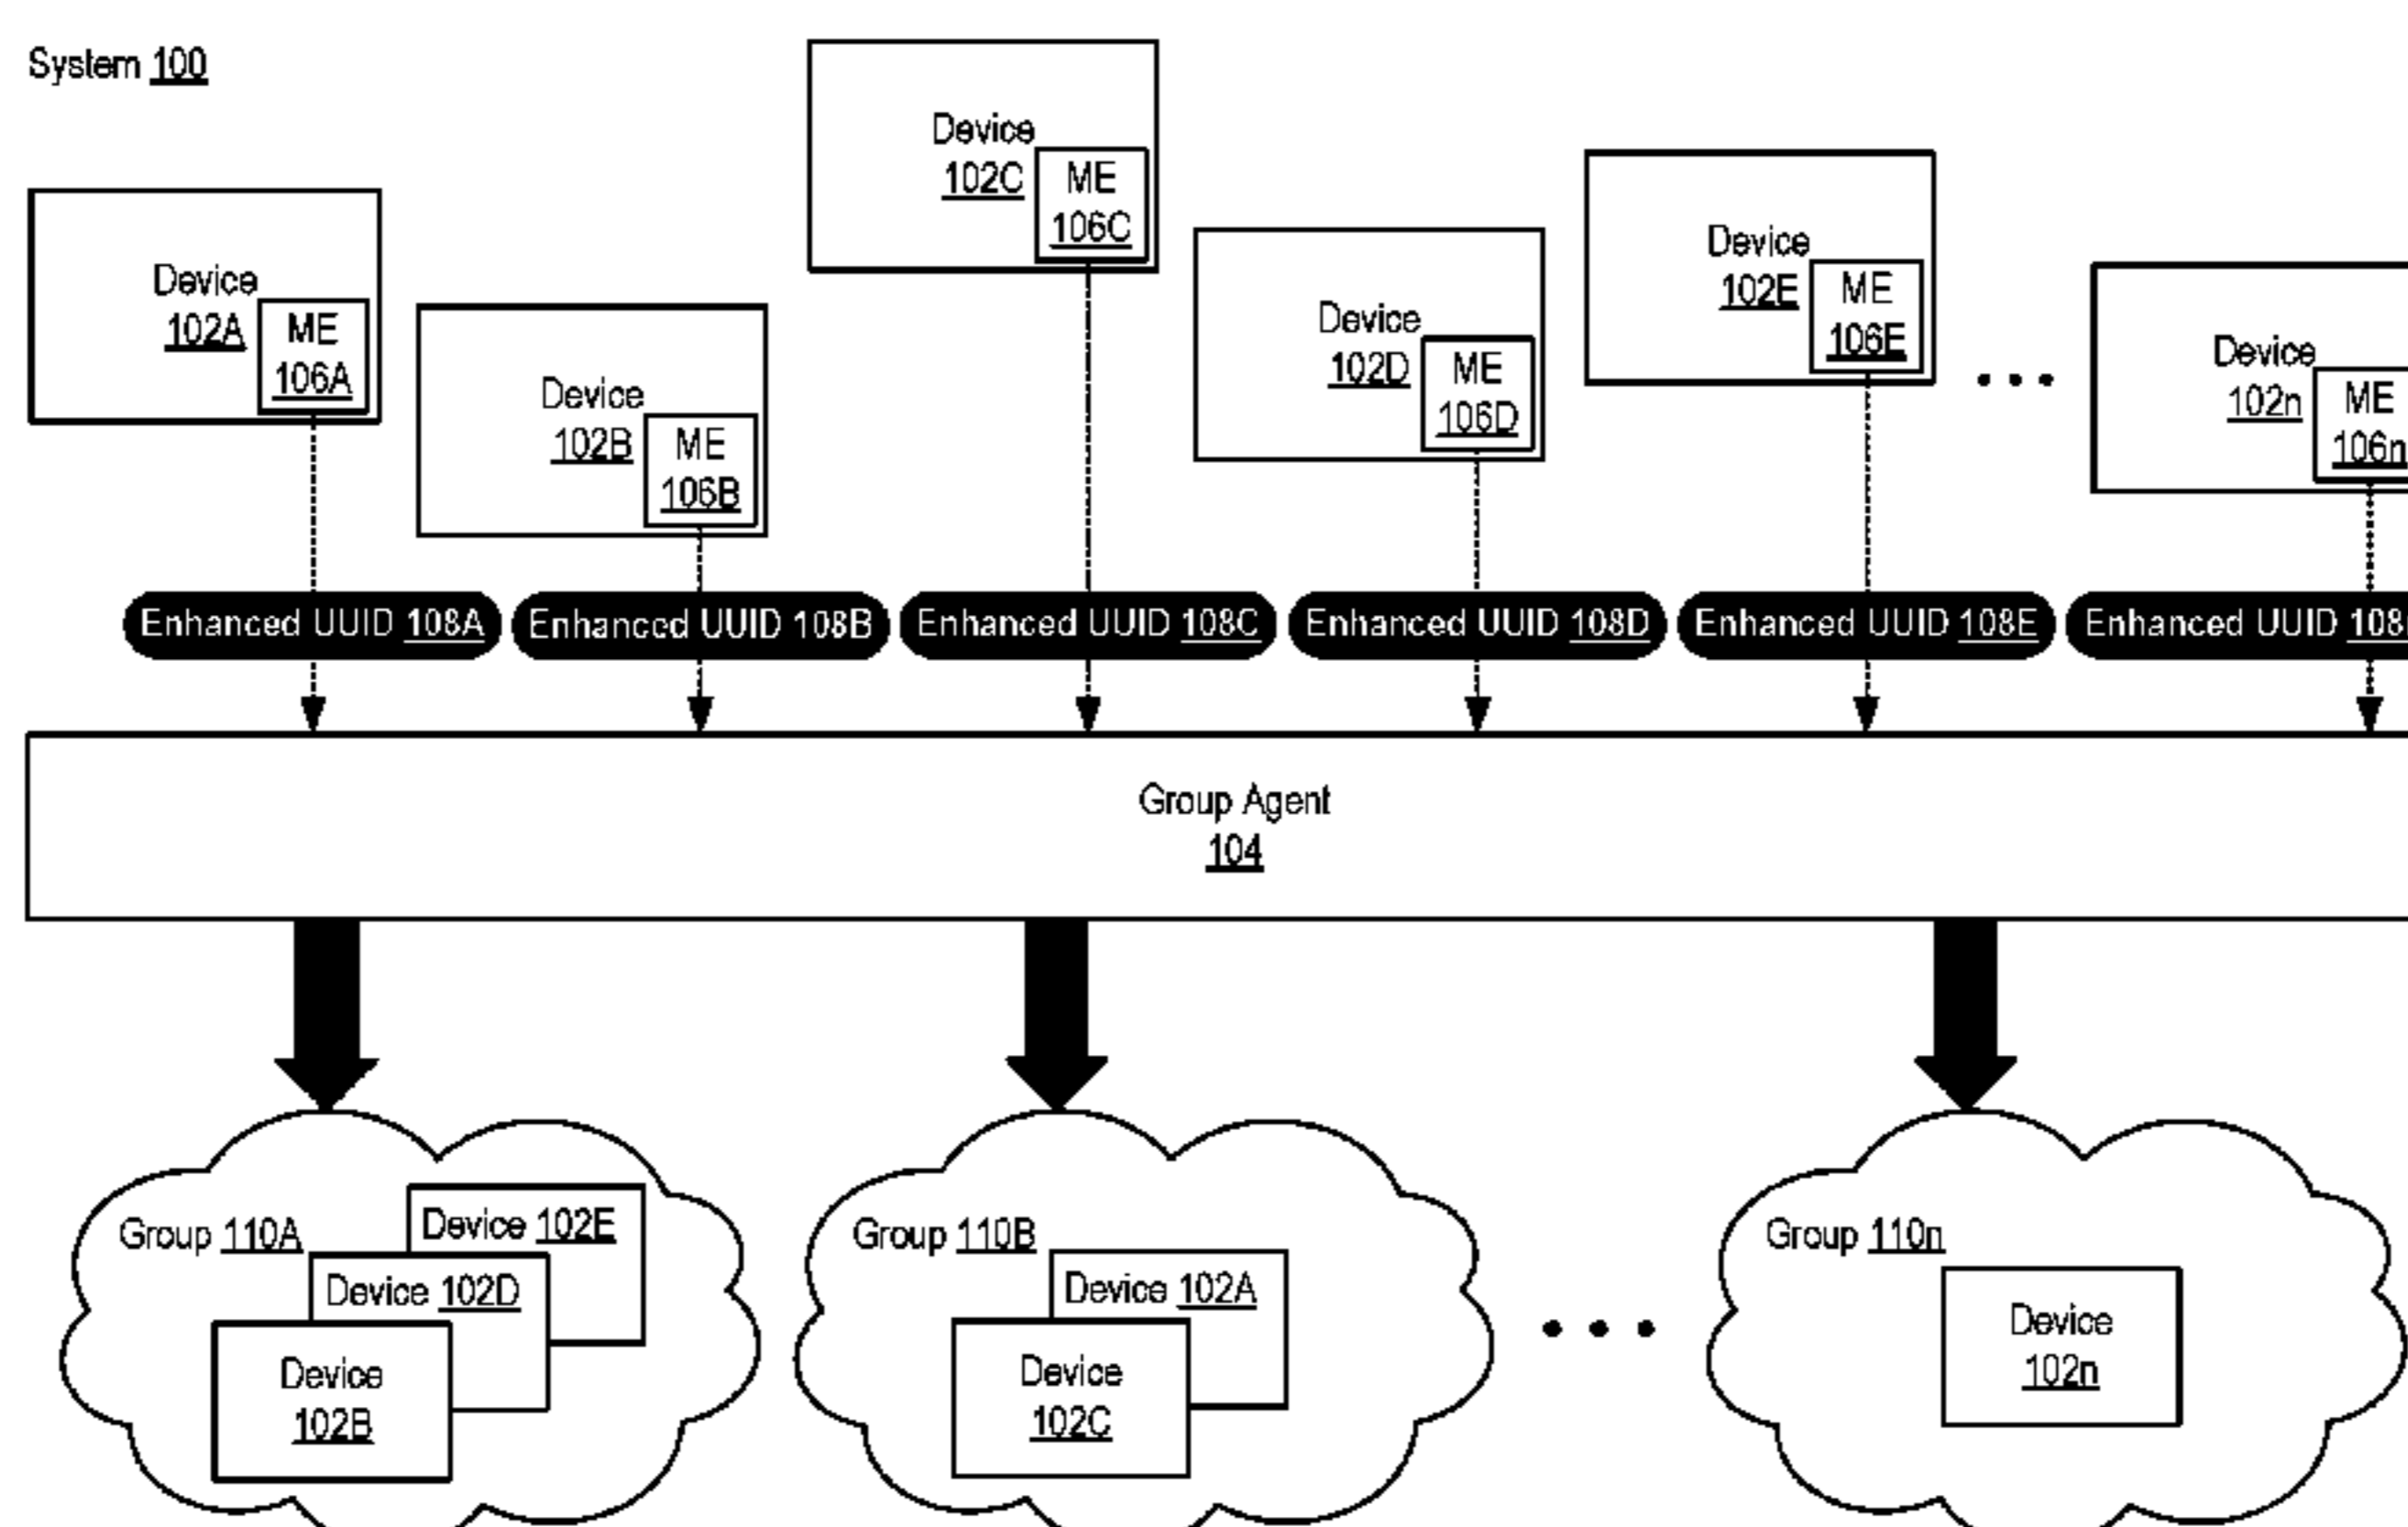 System 100
Device
102C
ME
106C
Device
102A
ME
106A
Device
102B
ME
106B
Device
102D
ME
106D
Device
102E
ME
106E
Device
102n
ME
106n
Enhanced UUID 108A
Enhanced UUID 108B
Enhanced UUID 108C
Enhanced UUID 108D
Enhanced UUID 108E
Enhanced UUID 108
Group Agent
104
Group 110A
Device 102E
Device 102D
Device
102B
Group 110B
Device 102A
Device
102C
Group 110n
Device
102n